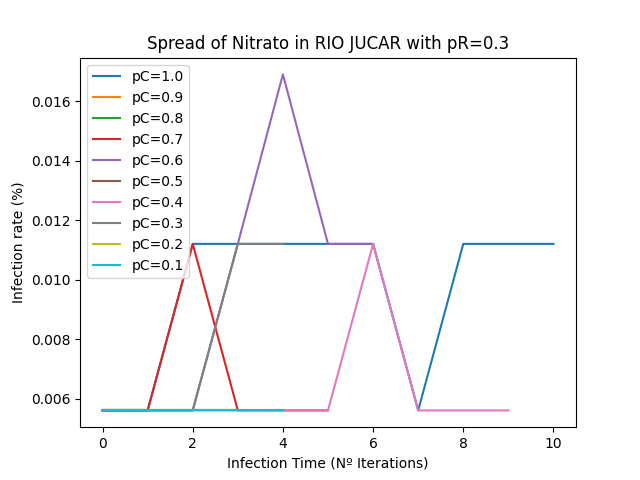 Spread of Nitrato in RIO JUCAR with pR=0.3
pC=1.0
pC=0.9
pC=0.8
pC=0.7
pC=0.6
pC=0.5
pC=0.4
pC=0.3
pC=0.2
pC=0.1
0.016
0.014
0.012
0.010
0.008
0.006
Infection rate (%)
0 2 4 6 8 10
Infection Time (Nº Iterations)